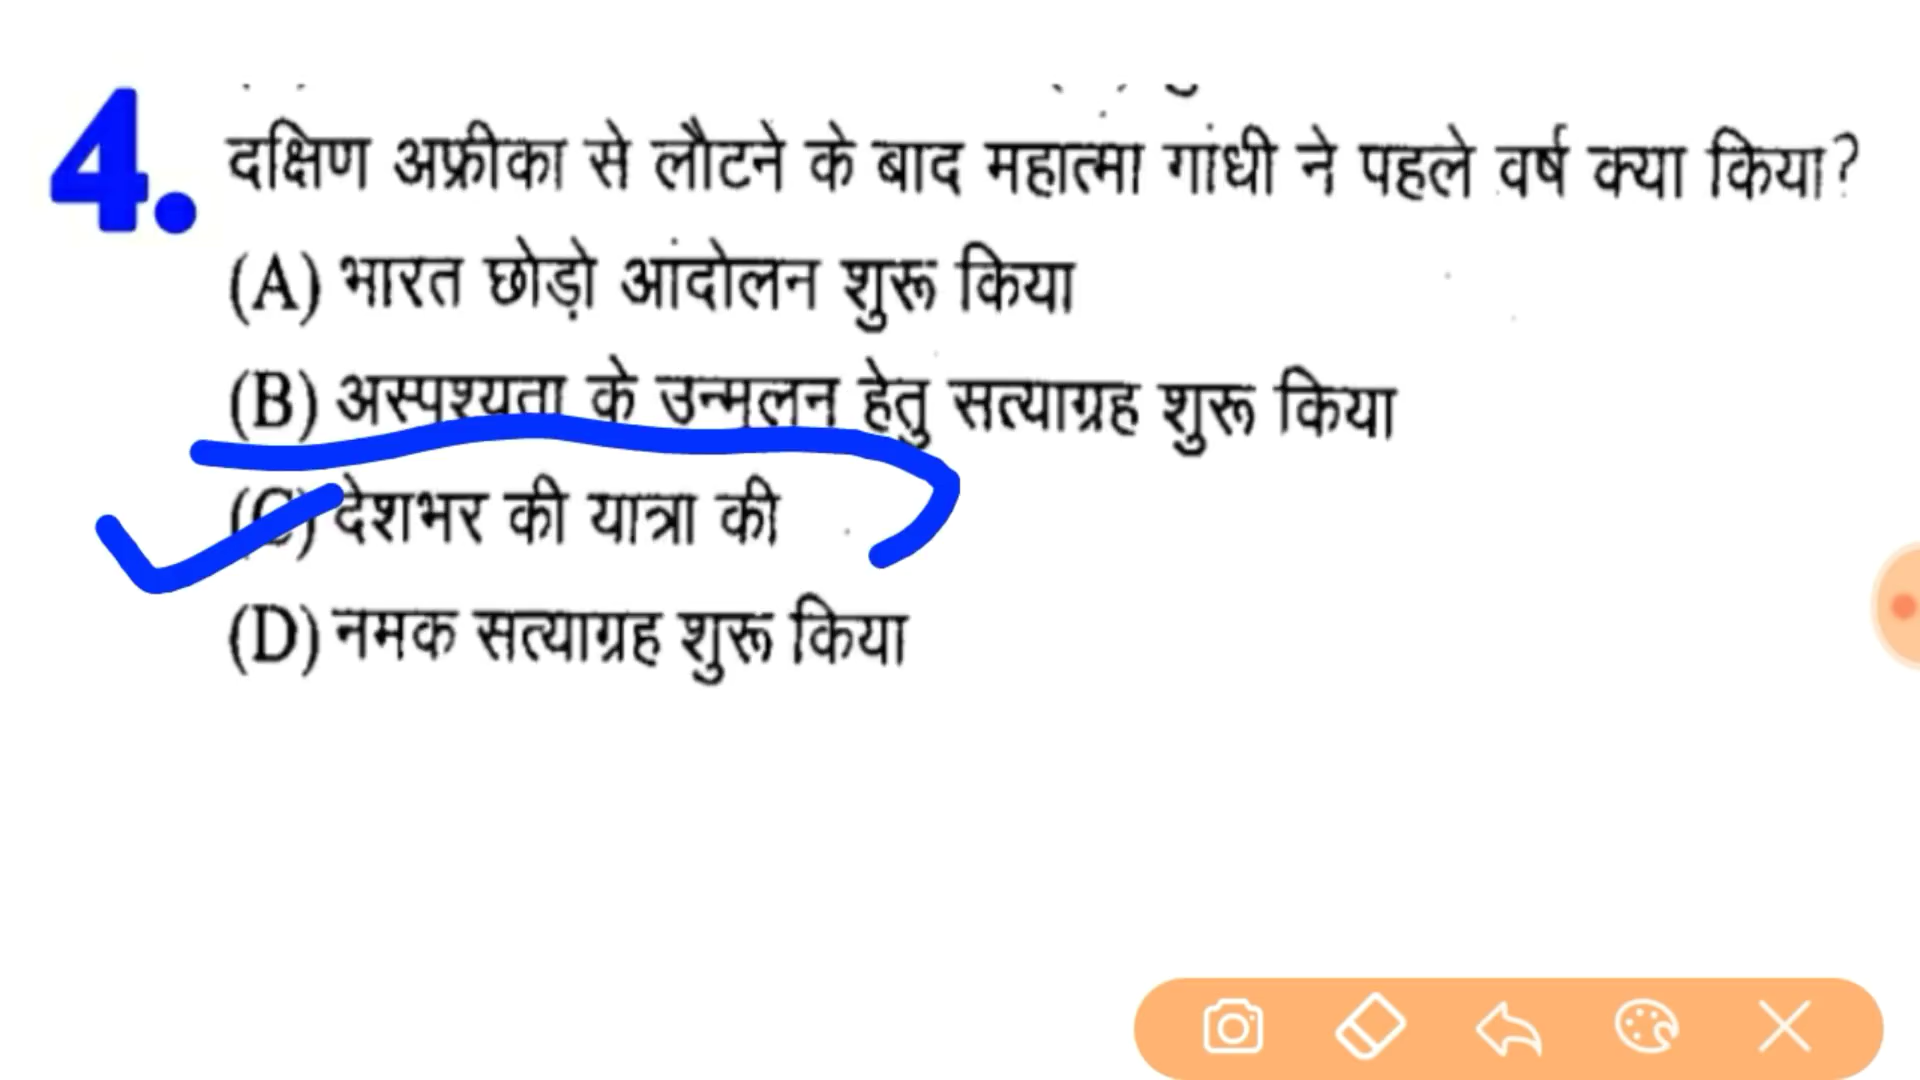 4. दक्षिण अफ्रीका से लौटने के बाद महात्मा गांधी ने पहले वर्ष क्या किया?
(A) भारत छोड़ो आंदोलन शुरू किया
(B) अस्पृश्यता के उन्मूलन हेतु सत्याग्रह शुरू किया
(C) देशभर की यात्रा की
(D) नमक सत्याग्रह शुरू किया